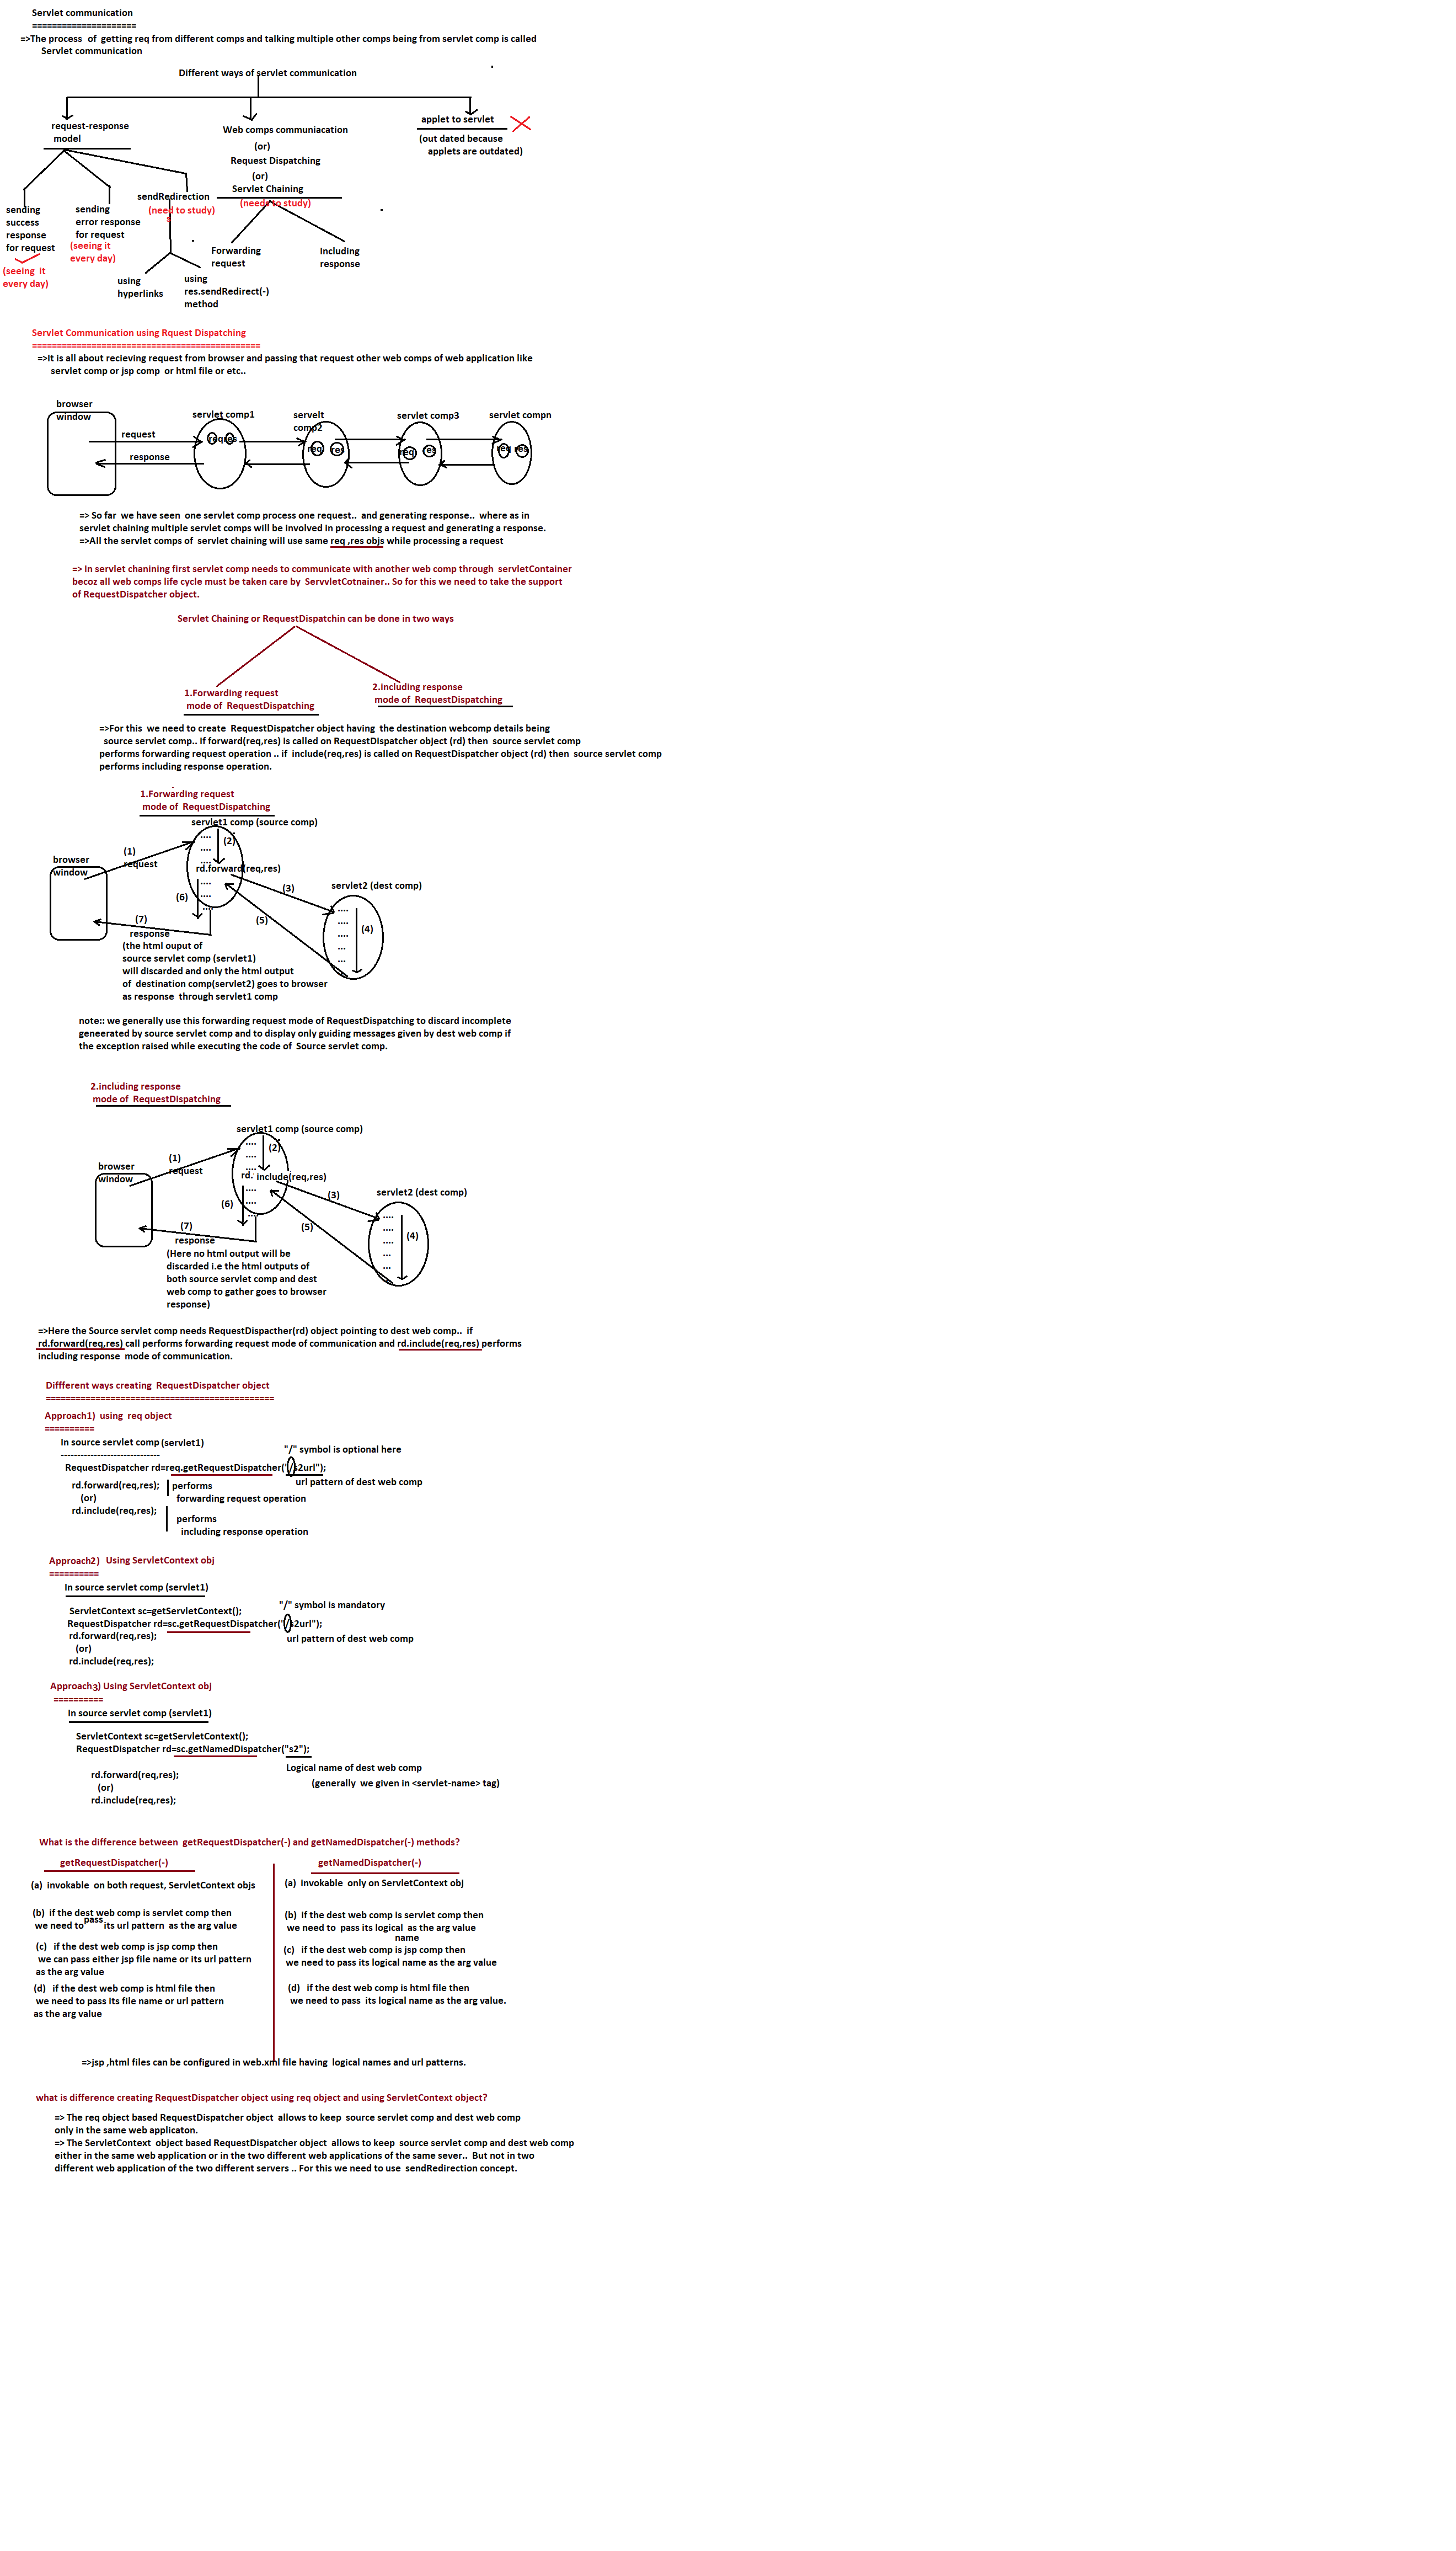 Servlet communication
=====================
=>The process  of  getting req from different comps and talking multiple other comps being from servlet comp is called
Servlet communication
Different ways of servlet communication
request-response
model
Web comps communiacation
(or)
Request Dispatching
(or)
Servlet Chaining
(needs to study)
applet to servlet
(out dated because
applets are outdated)
sending
success
response
for request
(seeing  it
every day)
sending
error response
for request
(seeing it
every day)
sendRedirection
(need to study)
s
using
hyperlinks
using
res.sendRedirect(-)
method
Forwarding
request
Including
response
Servlet Communication using Rquest Dispatching
==============================================
=>It is all about recieving request from browser and passing that request other web comps of web application like
servlet comp or jsp comp  or html file or etc..
browser
window
request
response
servlet comp1
req res
servelt
comp2
req res
servlet comp3
req res
servlet compn
req res
=> So far  we have seen  one servlet comp process one request..  and generating response..  where as in
servlet chaining multiple servlet comps will be involved in processing a request and generating a response.
=>All the servlet comps of  servlet chaining will use same req ,res objs while processing a request
=> In servlet chanining first servlet comp needs to communicate with another web comp through  servletContainer
becoz all web comps life cycle must be taken care by  ServvletCotnainer.. So for this we need to take the support
of RequestDispatcher object.
Servlet Chaining or RequestDispatchin can be done in two ways
1.Forwarding request
mode of  RequestDispatching
2.including response
mode of  RequestDispatching
=>For this  we need to create  RequestDispatcher object having  the destination webcomp details being
source servlet comp.. if forward(req,res) is called on RequestDispatcher object (rd) then  source servlet comp
performs forwarding request operation .. if  include(req,res) is called on RequestDispatcher object (rd) then  source servlet comp
performs including response operation.
1.Forwarding request
mode of  RequestDispatching
servlet1 comp (source comp)
browser
window
(1)
request
....
....
....
(2)
rd.forward(req,res)
....
....
....
(3)
servlet2 (dest comp)
....
....
....
...
...
(4)
(5)
(6)
(7)
response
(the html ouput of
source servlet comp (servlet1)
will discarded and only the html output
of  destination comp(servlet2) goes to browser
as response  through servlet1 comp
note:: we generally use this forwarding request mode of RequestDispatching to discard incomplete
geneerated by source servlet comp and to display only guiding messages given by dest web comp if
the exception raised while executing the code of  Source servlet comp.
2.including response
mode of  RequestDispatching
servlet1 comp (source comp)
browser
window
(1)
request
....
....
....
(2)
rd. include(req,res)
....
....
....
(3)
servlet2 (dest comp)
....
....
....
...
...
(4)
(5)
(6)
(7)
response
(Here no html output will be
discarded i.e the html outputs of
both source servlet comp and dest
web comp to gather goes to browser
response)
=>Here the Source servlet comp needs RequestDispacther(rd) object pointing to dest web comp..  if
rd.forward(req,res) call performs forwarding request mode of communication and rd.include(req,res) performs
including response  mode of communication.
Diffferent ways creating  RequestDispatcher object
==============================================
Approach1)  using  req object
==========
In source servlet comp (servlet1)
------------------------------
"/" symbol is optional here
RequestDispatcher rd=req.getRequestDispatcher("/s2url");
url pattern of dest web comp
rd.forward(req,res);
performs
forwarding request operation
(or)
rd.include(req,res);
performs
including response operation
Approach2)  Using ServletContext obj
==========
In source servlet comp (servlet1)
"/" symbol is mandatory
ServletContext sc=getServletContext();
RequestDispatcher rd=sc.getRequestDispatcher("/s2url");
url pattern of dest web comp
rd.forward(req,res);
(or)
rd.include(req,res);
Approach3) Using ServletContext obj
==========
In source servlet comp (servlet1)
ServletContext sc=getServletContext();
RequestDispatcher rd=sc.getNamedDispatcher("s2");
Logical name of dest web comp
(generally  we given in <servlet-name> tag)
rd.forward(req,res);
(or)
rd.include(req,res);
What is the difference between  getRequestDispatcher(-) and getNamedDispatcher(-) methods?
getRequestDispatcher(-)
(a)  invokable  on both request, ServletContext objs
(b)  if the dest web comp is servlet comp then
we need to pass its url pattern  as the arg value
(c)   if the dest web comp is jsp comp then
we can pass either jsp file name or its url pattern
as the arg value
(d)   if the dest web comp is html file then
we need to pass its file name or url pattern
as the arg value
getNamedDispatcher(-)
(a)  invokable  only on ServletContext obj
(b)  if the dest web comp is servlet comp then
we need to  pass its logical  as the arg value
name
(c)   if the dest web comp is jsp comp then
we need to pass its logical name as the arg value
(d)   if the dest web comp is html file then
we need to pass  its logical name as the arg value.
=>jsp ,html files can be configured in web.xml file having  logical names and url patterns.
what is difference creating RequestDispatcher object using req object and using ServletContext object?
=> The req object based RequestDispatcher object  allows to keep  source servlet comp and dest web comp
only in the same web applicaton.
=> The ServletContext  object based RequestDispatcher object  allows to keep  source servlet comp and dest web comp
either in the same web application or in the two different web applications of the same sever..  But not in two
different web application of the two different servers .. For this we need to use  sendRedirection concept.